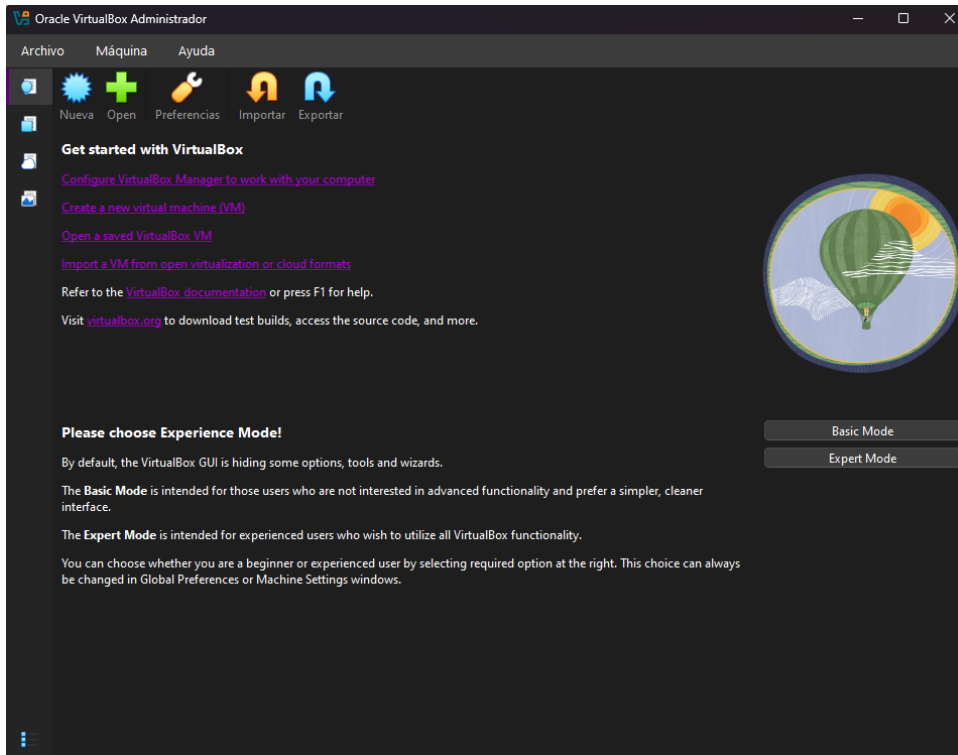 Oracle VirtualBox Administrador
Archivo Máquina Ayuda
Nueva Open Preferencias Importar Exportar
Get started with VirtualBox
Configure VirtualBox Manager to work with your computer
Create a new virtual machine (VM)
Open a saved VirtualBox VM
Import a VM from open virtualization or cloud formats
Refer to the VirtualBox documentation or press F1 for help.
Visit virtualbox.org to download test builds, access the source code, and more.
Please choose Experience Mode!
Basic Mode
Expert Mode
By default, the VirtualBox GUI is hiding some options, tools and wizards.
The Basic Mode is intended for those users who are not interested in advanced functionality and prefer a simpler, cleaner
interface.
The Expert Mode is intended for experienced users who wish to utilize all VirtualBox functionality.
You can choose whether you are a beginner or experienced user by selecting required option at the right. This choice can always
be changed in Global Preferences or Machine Settings windows.